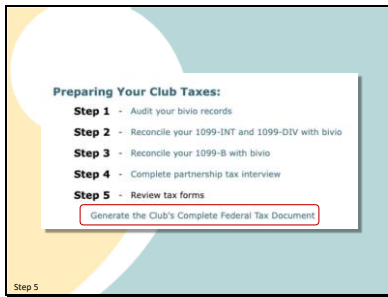 Preparing Your Club Taxes:
Step 1 - Audit your bivio records
Step 2 - Reconcile your 1099-INT and 1099-DIV with bivio
Step 3 - Reconcile your 1099-B with bivio
Step 4 - Complete partnership tax interview
Step 5 - Review tax forms
Generate the Club's Complete Federal Tax Document
Step 5